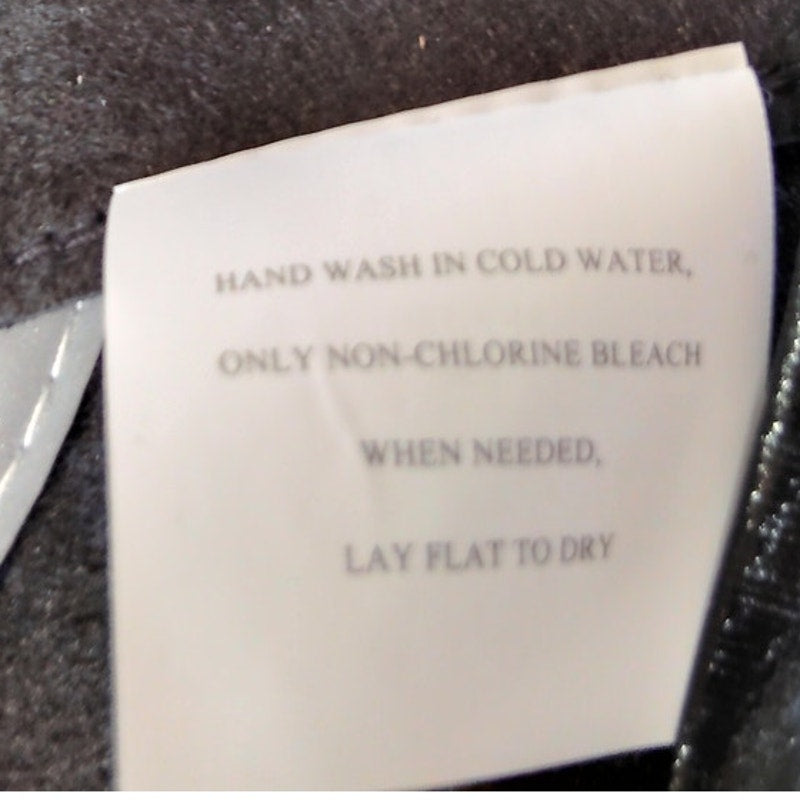 HAND WASH IN COLD WATER,
ONLY NON-CHLORINE BLEACH
WHEN NEEDED,
LAY FLAT TO DRY